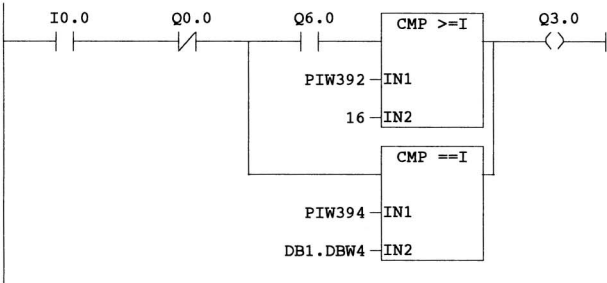 I0.0 Q0.0 Q6.0 CMP >=I Q3.0
PIW392 IN1
16 IN2
CMP ==I
PIW394 IN1
DB1.DBW4 IN2